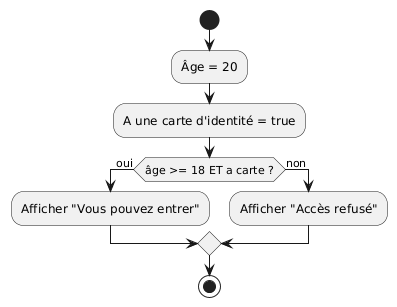 Âge = 20
A une carte d'identité = true
oui
âge >= 18 ET a carte ?
non
Afficher "Vous pouvez entrer"
Afficher "Accès refusé"